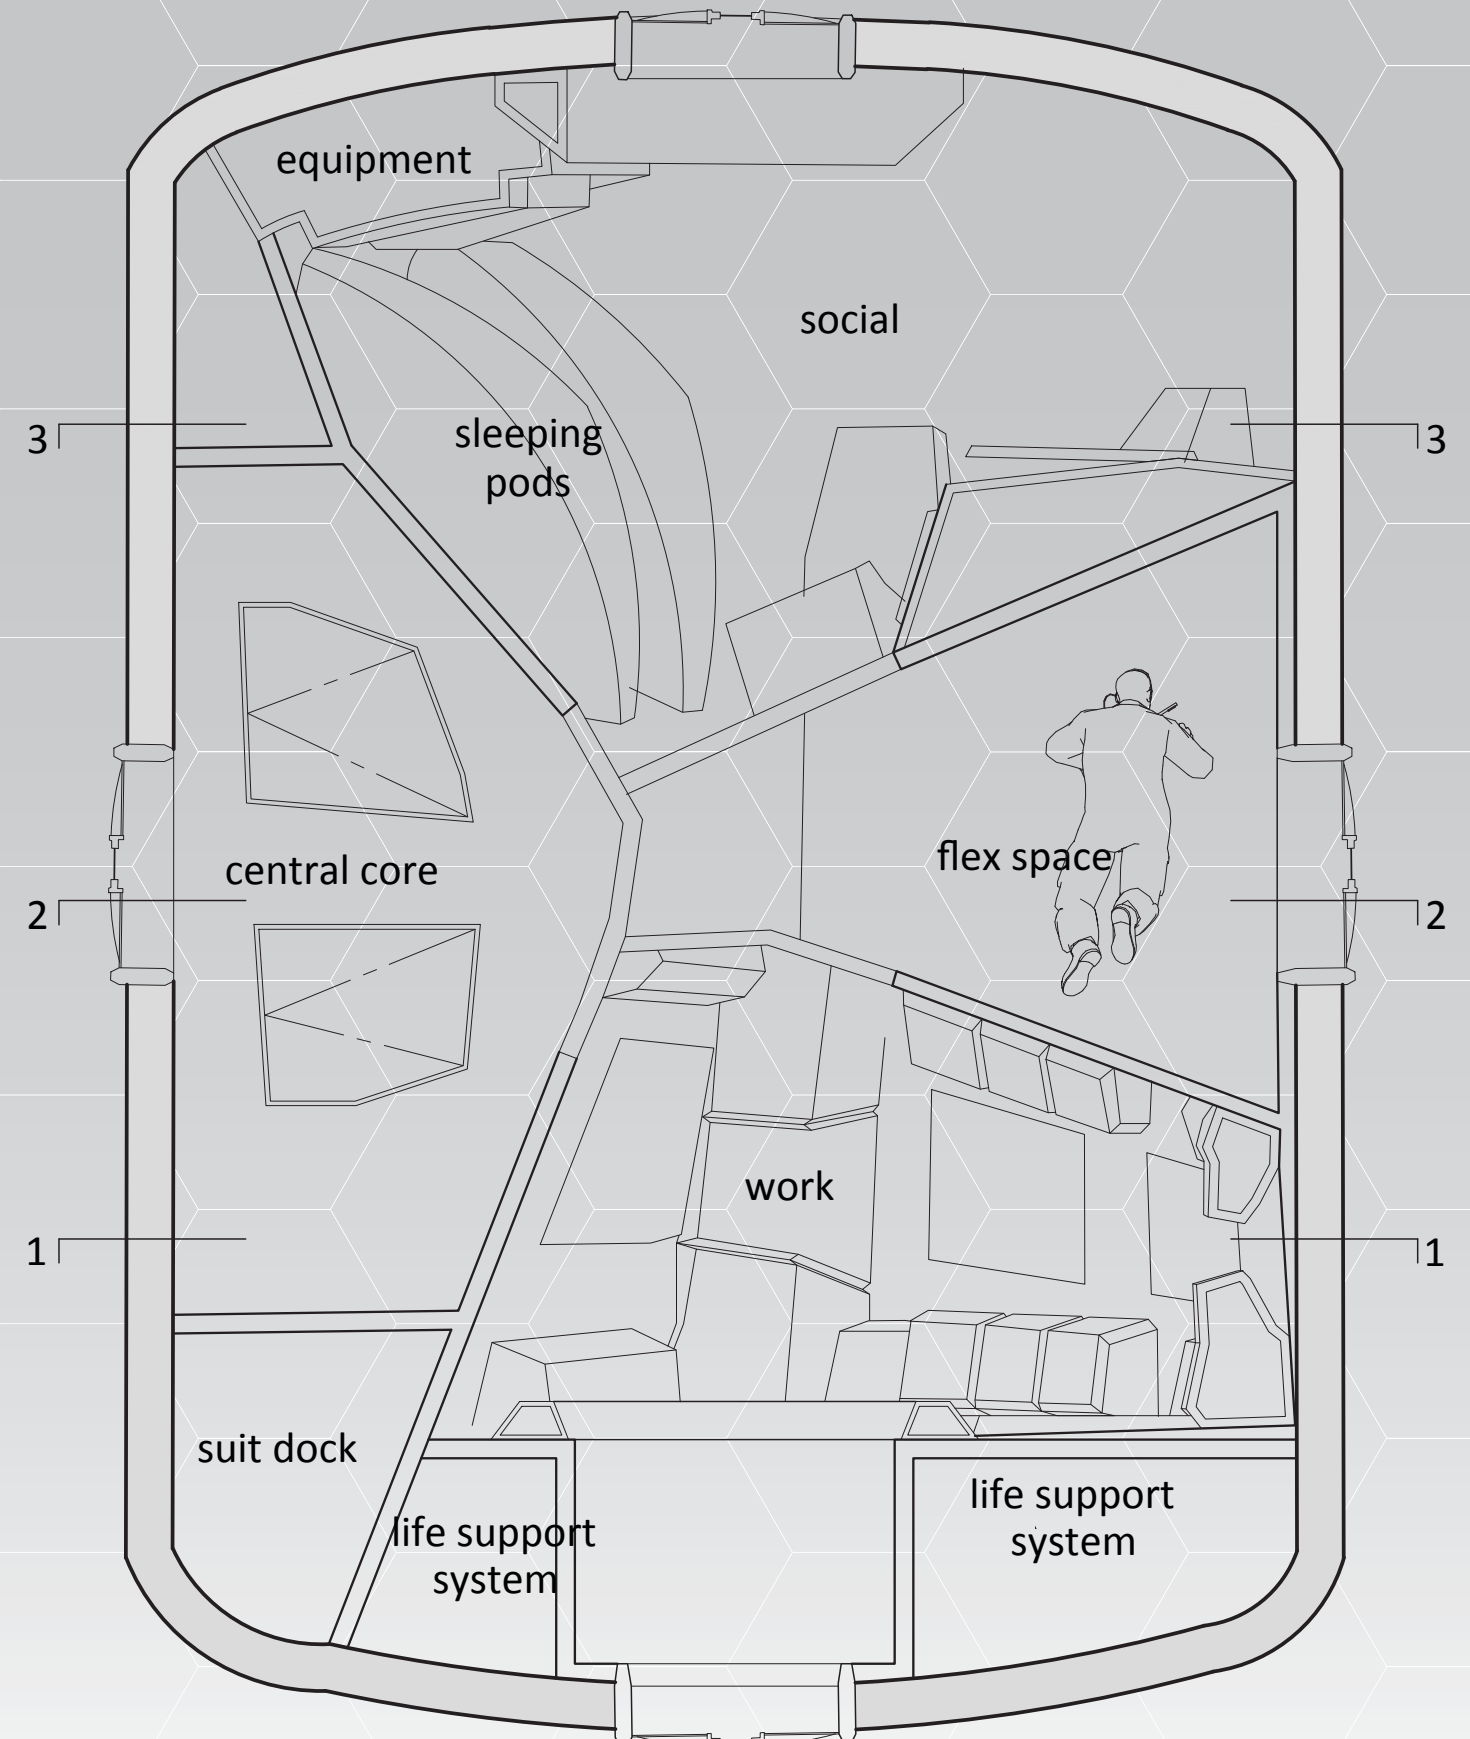 equipment
social
sleeping
pods
3
3
flex space
central core
2
2
work
1
1
suit dock
life support
system
life support
system